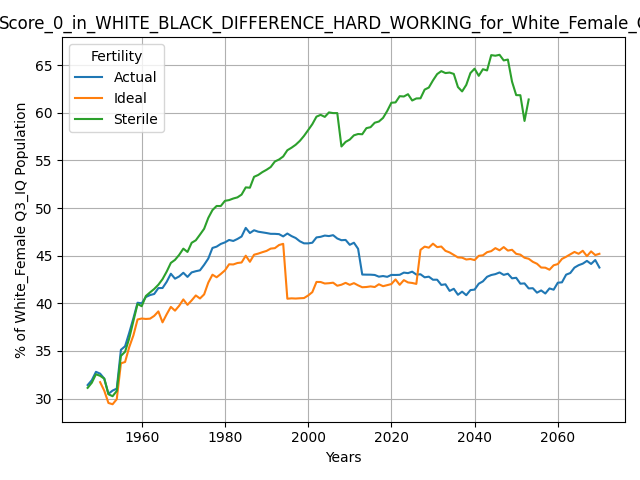 Score_0_in_WHITE_BLACK_DIFFERENCE_HARD_WORKING_for_White_Female_
Fertility
Actual
Ideal
Sterile
% of White_Female Q3_IQ Population
65
60
55
50
45
40
35
30
1960
1980
2000
2020
2040
2060
Years